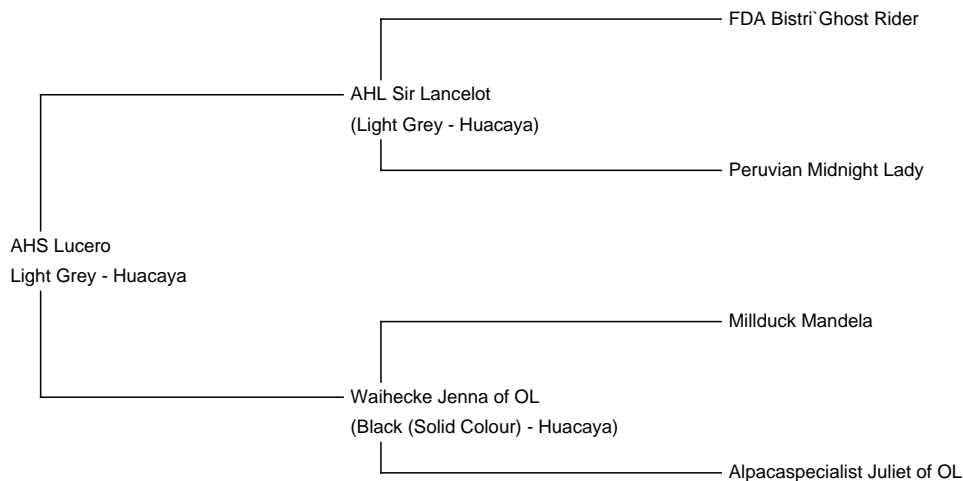 FDA Bistri`Ghost Rider
AHL Sir Lancelot
(Light Grey - Huacaya)
Peruvian Midnight Lady
AHS Lucero
Light Grey - Huacaya
Millduck Mandela
Waihecke Jenna of OL
(Black (Solid Colour) - Huacaya)
Alpacaspecialist Juliet of OL